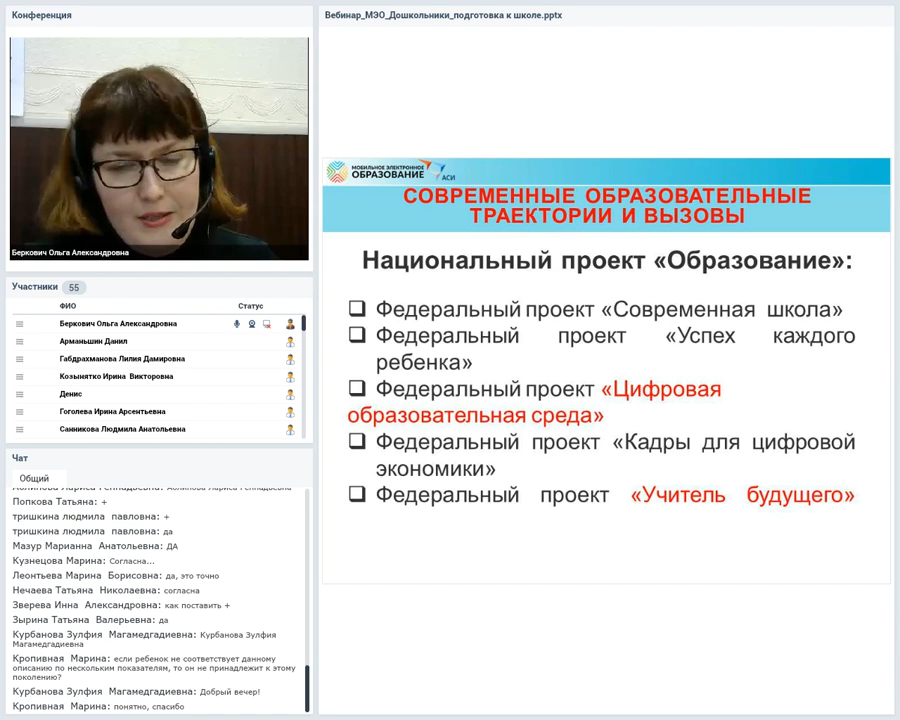 Конференция
Беркович Ольга Александровна
Участники 55
ФИО Статус
Беркович Ольга Александровна
Арманьшин Данил
Габдрахманова Лилия Дамировна
Козынятко Ирина Викторовна
Денис
Гоголева Ирина Арсентьевна
Санникова Людмила Анатольевна
Чат
Общий
Попкова Татьяна: +
тришкина людмила павловна: +
тришкина людмила павловна: да
Мазур Марианна Анатольевна: ДА
Кузнецова Марина: Согласна...
Леонтьева Марина Борисовна: да, это точно
Нечаева Татьяна Николаевна: согласна
Зверева Инна Александровна: как поставить +
Зырина Татьяна Валерьевна: да
Курбанова Зулфия Магамедгадиевна: Курбанова Зулфия
Магамедгадиевна
Кропивная Марина: если ребенок не соответствует данному
описанию по нескольким показателям, то он не принадлежит к этому
поколению?
Курбанова Зулфия Магамедгадиевна: Добрый вечер!
Кропивная Марина: понятно, спасибо
Вебинар_МЭО_Дошкольники_подготовка к школе.pptx
МОБИЛЬНОЕ ЭЛЕКТРОННОЕ
ОБРАЗОВАНИЕ
АСИ
СОВРЕМЕННЫЕ ОБРАЗОВАТЕЛЬНЫЕ
ТРАЕКТОРИИ И ВЫЗОВЫ
Национальный проект «Образование»:
Федеральный проект «Современная школа»
Федеральный проект «Успех каждого
ребенка»
Федеральный проект «Цифровая
образовательная среда»
Федеральный проект «Кадры для цифровой
экономики»
Федеральный проект «Учитель будущего»